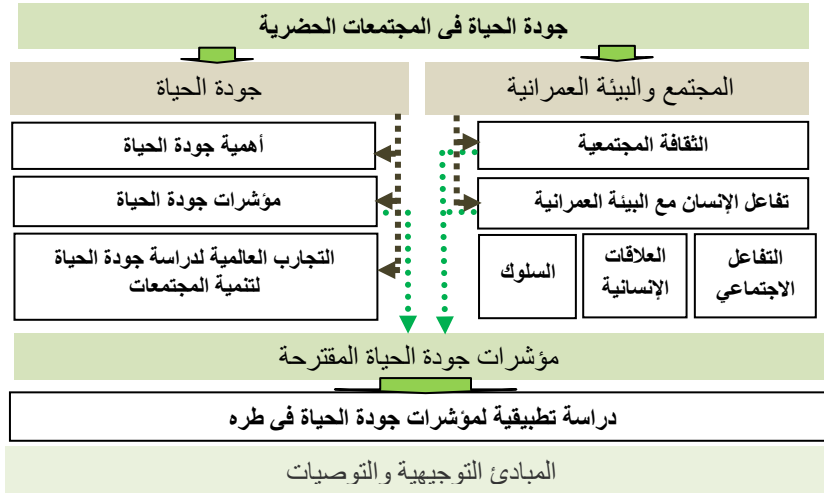 جودة الحياة فى المجتمعات الحضرية
المجتمع والبيئة العمرانية
جودة الحياة
الثقافة المجتمعية
أهمية جودة الحياة
تفاعل الإنسان مع البيئة العمرانية
مؤشرات جودة الحياة
التفاعل
الاجتماعي
العلاقات
الإنسانية
السلوك
التجارب العالمية لدراسة جودة الحياة
لتنمية المجتمعات
مؤشرات جودة الحياة المقترحة
دراسة تطبيقية لمؤشرات جودة الحياة فى طره
المبادئ التوجيهية والتوصيات